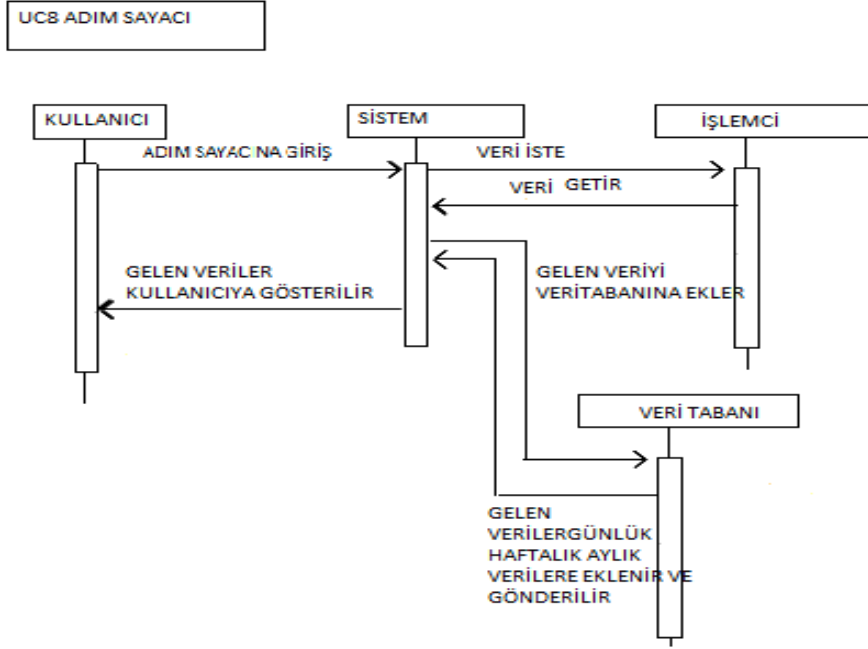 UC8 ADIM SAYACI
KULLANICI
SİSTEM
İŞLEMCİ
ADIM SAYACINA GİRİŞ
VERİ İSTE
VERİ GETİR
GELEN VERİLER
KULLANICIYA GÖSTERİLİR
GELEN VERİYİ
VERİTABANINA EKLER
VERİ TABANI
GELEN
VERİLERGÜNLÜK
HAFTALIK AYLIK
VERİLERE EKLENİR VE
GÖNDERİLİR